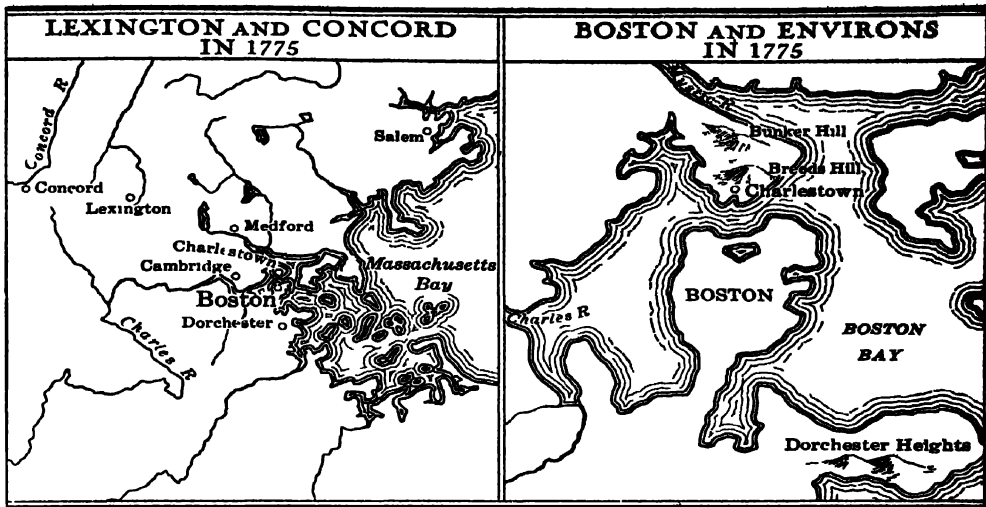 LEXINGTON AND CONCORD
IN 1775
Concord R
Salem
Concord
Lexington
Medford
Charlestown
Cambridge
Massachusetts
Bay
Boston
Dorchester
Charles R
BOSTON AND ENVIRONS
IN 1775
Bunker Hill
Breeds Hill
Charlestown
BOSTON
Charles R
BOSTON
BAY
Dorchester Heights